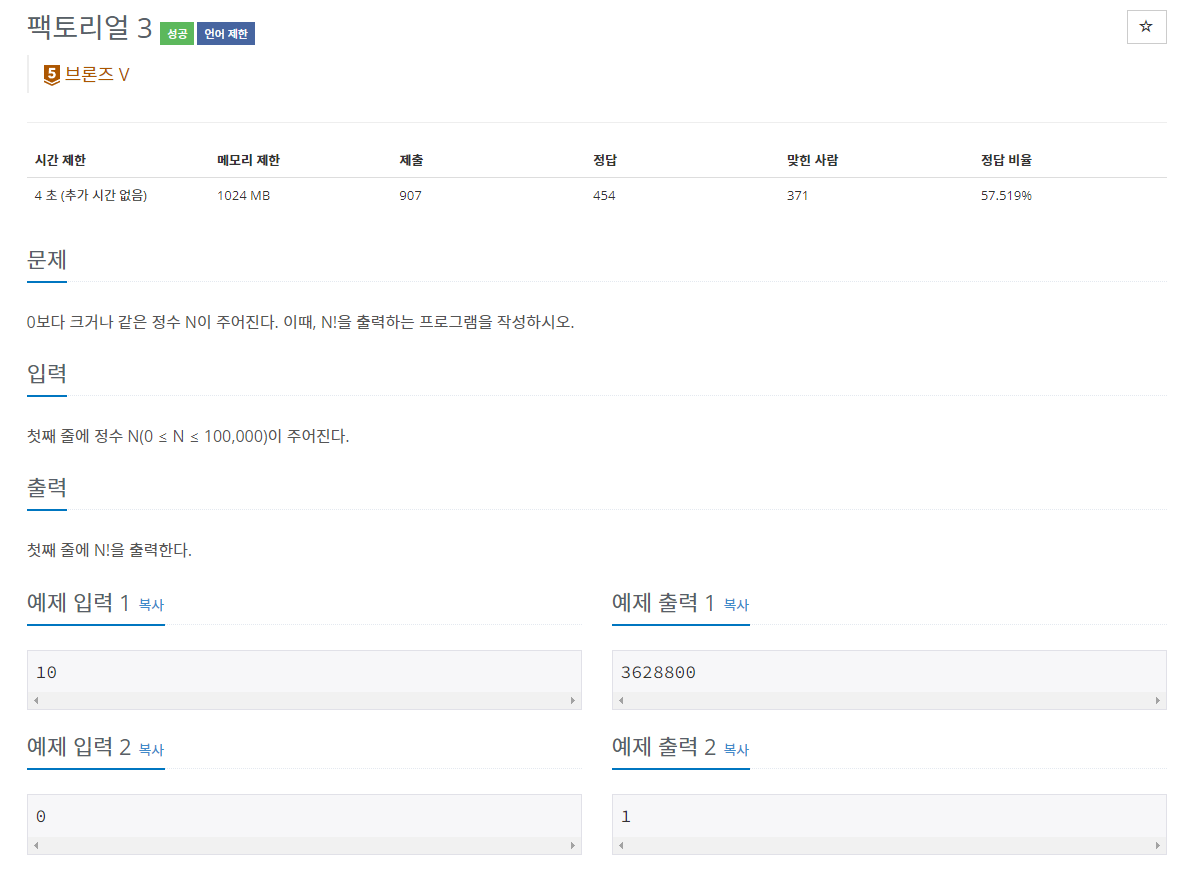 팩토리얼 3 성공 언어 제한
☆
5 브론즈 V
시간 제한 메모리 제한 제출 정답 맞힌 사람 정답 비율
4 초 (추가 시간 없음) 1024 MB 907 454 371 57.519%
문제
0보다 크거나 같은 정수 N이 주어진다. 이때, N!을 출력하는 프로그램을 작성하시오.
입력
첫째 줄에 정수 N(0 ≤ N ≤ 100,000)이 주어진다.
출력
첫째 줄에 N!을 출력한다.
예제 입력 1 복사
10
예제 출력 1 복사
3628800
예제 입력 2 복사
0
예제 출력 2 복사
1